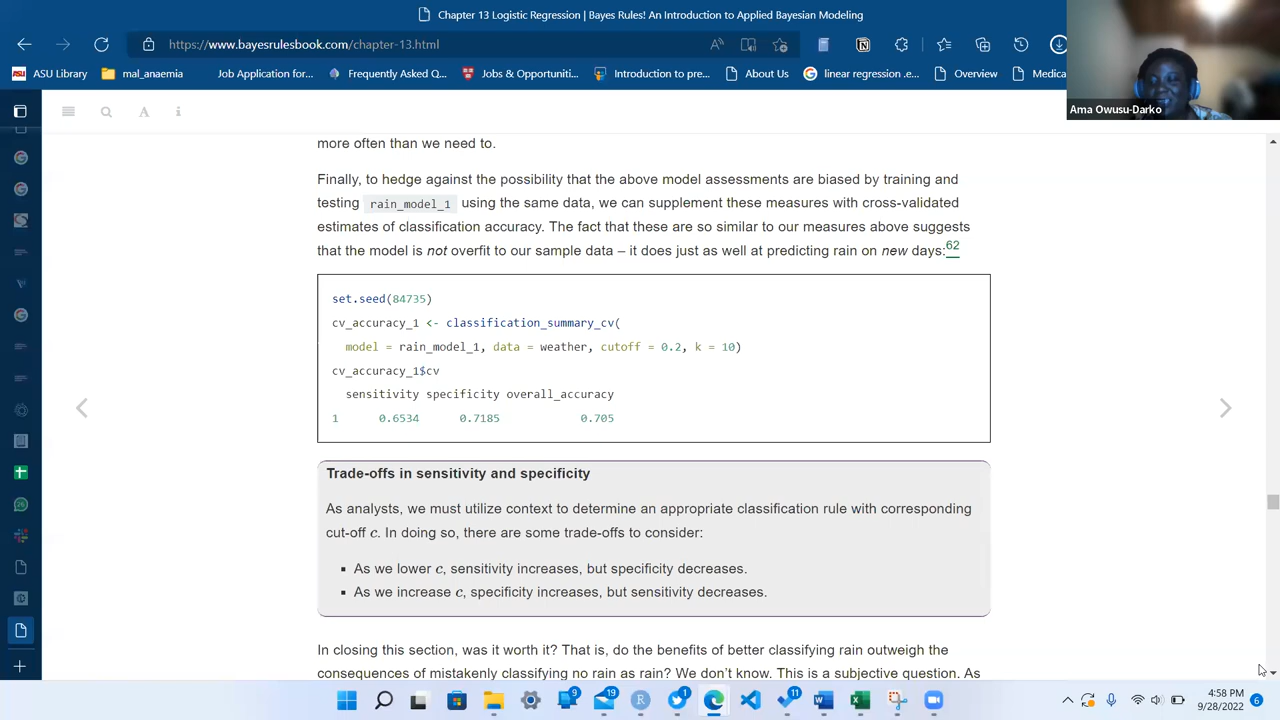 Chapter 13 Logistic Regression | Bayes Rules! An Introduction to Applied Bayesian Modeling
https://www.bayesrulesbook.com/chapter-13.html
ASU Library
mal_anaemia
Job Application for...
Frequently Asked Q...
Jobs & Opportuniti...
Introduction to pre...
About Us
linear regression .e...
Overview
Medica
Ama Owusu-Darko
more often than we need to.
Finally, to hedge against the possibility that the above model assessments are biased by training and
testing rain_model_1 using the same data, we can supplement these measures with cross-validated
estimates of classification accuracy. The fact that these are so similar to our measures above suggests
that the model is not overfit to our sample data – it does just as well at predicting rain on new days:62
set.seed(84735)
cv_accuracy_1 <- classification_summary_cv(
model = rain_model_1, data = weather, cutoff = 0.2, k = 10)
cv_accuracy_1$cv
sensitivity specificity overall_accuracy
1 0.6534 0.7185 0.705
Trade-offs in sensitivity and specificity
As analysts, we must utilize context to determine an appropriate classification rule with corresponding
cut-off c. In doing so, there are some trade-offs to consider:
▪ As we lower c, sensitivity increases, but specificity decreases.
▪ As we increase c, specificity increases, but sensitivity decreases.
In closing this section, was it worth it? That is, do the benefits of better classifying rain outweigh the
consequences of mistakenly classifying no rain as rain? We don't know. This is a subjective question. As
9
19
1
11
4:58 PM
9/28/2022
6